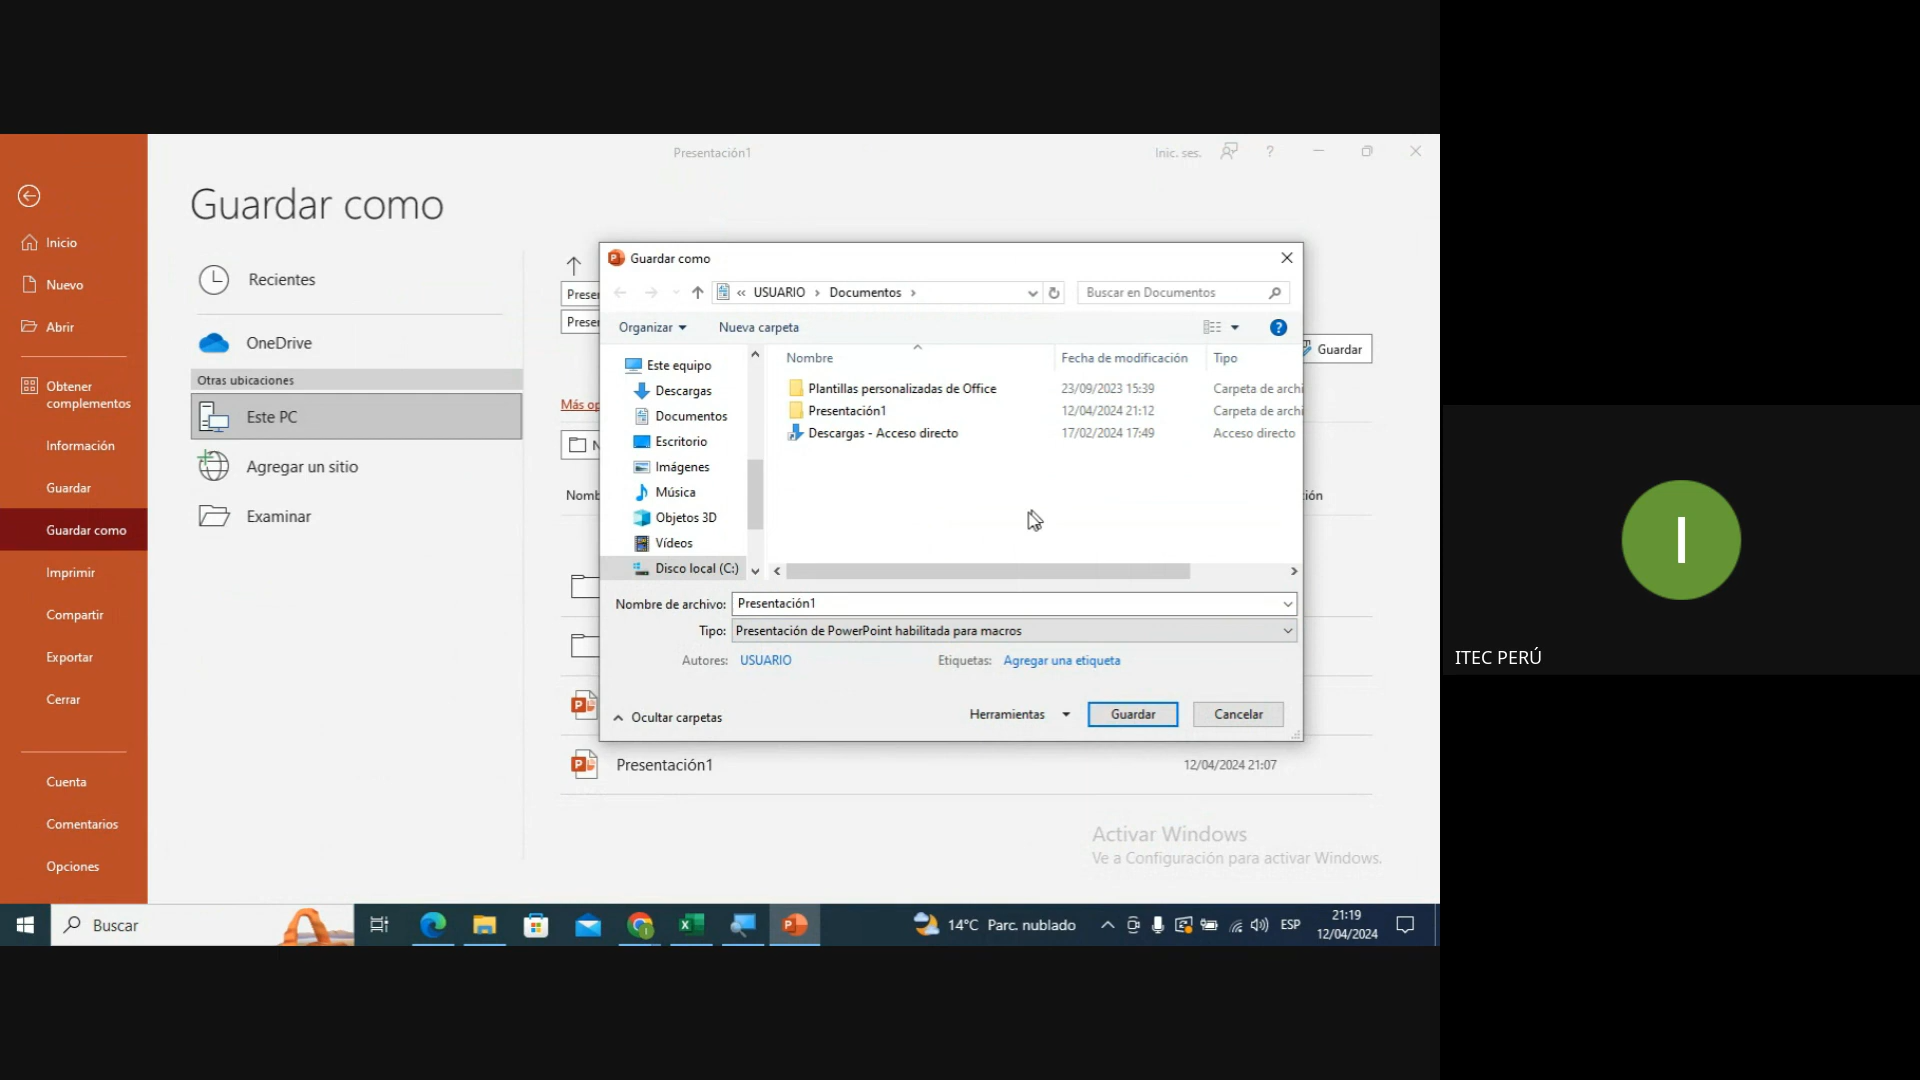 Presentación1
Inic. ses.
?
Guardar como
Inicio
Nuevo
Abrir
Obtener
complementos
Información
Guardar
Guardar como
Imprimir
Compartir
Exportar
Cerrar
Cuenta
Comentarios
Opciones
Recientes
OneDrive
Otras ubicaciones
Este PC
Agregar un sitio
Examinar
Guardar
Presentación1
12/04/2024 21:07
Guardar como
« USUARIO › Documentos ›
Buscar en Documentos
Organizar
Nueva carpeta
?
Este equipo
Descargas
Documentos
Escritorio
Imágenes
Música
Objetos 3D
Vídeos
Disco local (C:)
Nombre
Fecha de modificación
Tipo
Plantillas personalizadas de Office
23/09/2023 15:39
Carpeta de archi
Presentación1
12/04/2024 21:12
Carpeta de archi
Descargas - Acceso directo
17/02/2024 17:49
Acceso directo
Nombre de archivo: Presentación1
Tipo: Presentación de PowerPoint habilitada para macros
Autores: USUARIO
Etiquetas: Agregar una etiqueta
Ocultar carpetas
Herramientas
Guardar
Cancelar
Activar Windows
Ve a Configuración para activar Windows.
Buscar
14°C Parc. nublado
ESP
21:19
12/04/2024
I
ITEC PERÚ